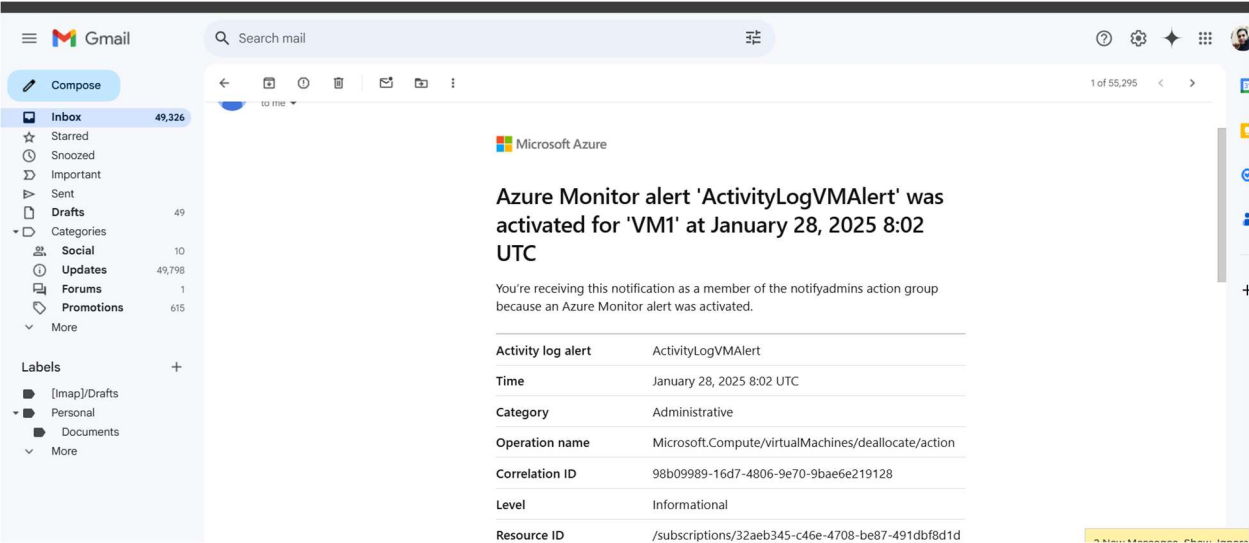 Gmail
Search mail
Compose
1 of 55,295
Inbox 49,326
Starred
Snoozed
Important
Sent
Drafts 49
Categories
Social 10
Updates 49,798
Forums 1
Promotions 615
More
Labels
[Imap]/Drafts
Personal
Documents
More
to me
Microsoft Azure
Azure Monitor alert 'ActivityLogVMAlert' was
activated for 'VM1' at January 28, 2025 8:02
UTC
You're receiving this notification as a member of the notifyadmins action group
because an Azure Monitor alert was activated.
Activity log alert ActivityLogVMAlert
Time January 28, 2025 8:02 UTC
Category Administrative
Operation name Microsoft.Compute/virtualMachines/deallocate/action
Correlation ID 98b09989-16d7-4806-9e70-9bae6e219128
Level Informational
Resource ID /subscriptions/32aeb345-c46e-4708-be87-491dbf8d1d
New Messages. Show, Ignore